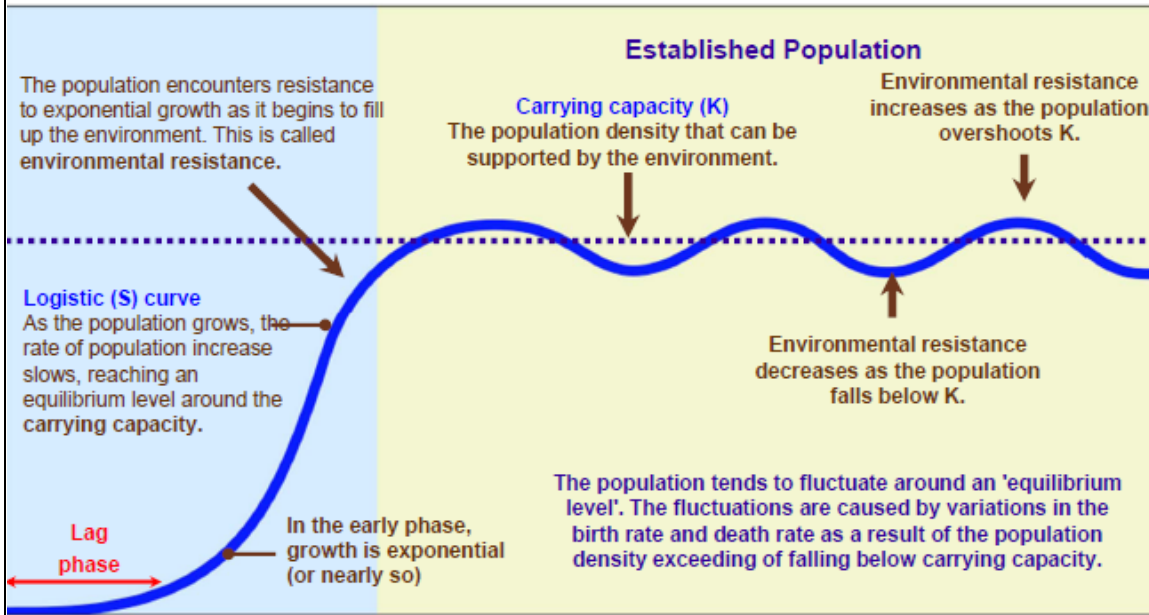 Established Population
The population encounters resistance
to exponential growth as it begins to fill
up the environment. This is called
environmental resistance.
Carrying capacity (K)
The population density that can be
supported by the environment.
Environmental resistance
increases as the population
overshoots K.
Logistic (S) curve
As the population grows, the
rate of population increase
slows, reaching an
equilibrium level around the
carrying capacity.
Environmental resistance
decreases as the population
falls below K.
Lag
phase
In the early phase,
growth is exponential
(or nearly so)
The population tends to fluctuate around an 'equilibrium
level'. The fluctuations are caused by variations in the
birth rate and death rate as a result of the population
density exceeding of falling below carrying capacity.